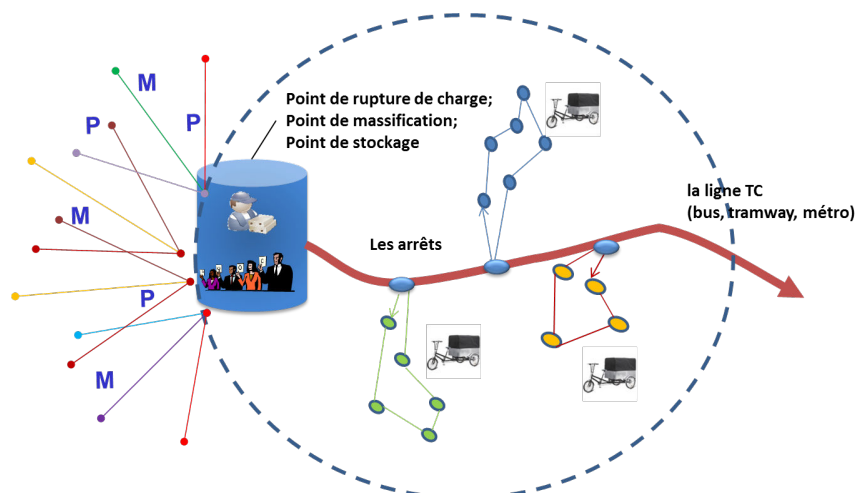 M
P
P
M
P
M
Point de rupture de charge;
Point de massification;
Point de stockage
Les arrêts
la ligne TC
(bus, tramway, métro)